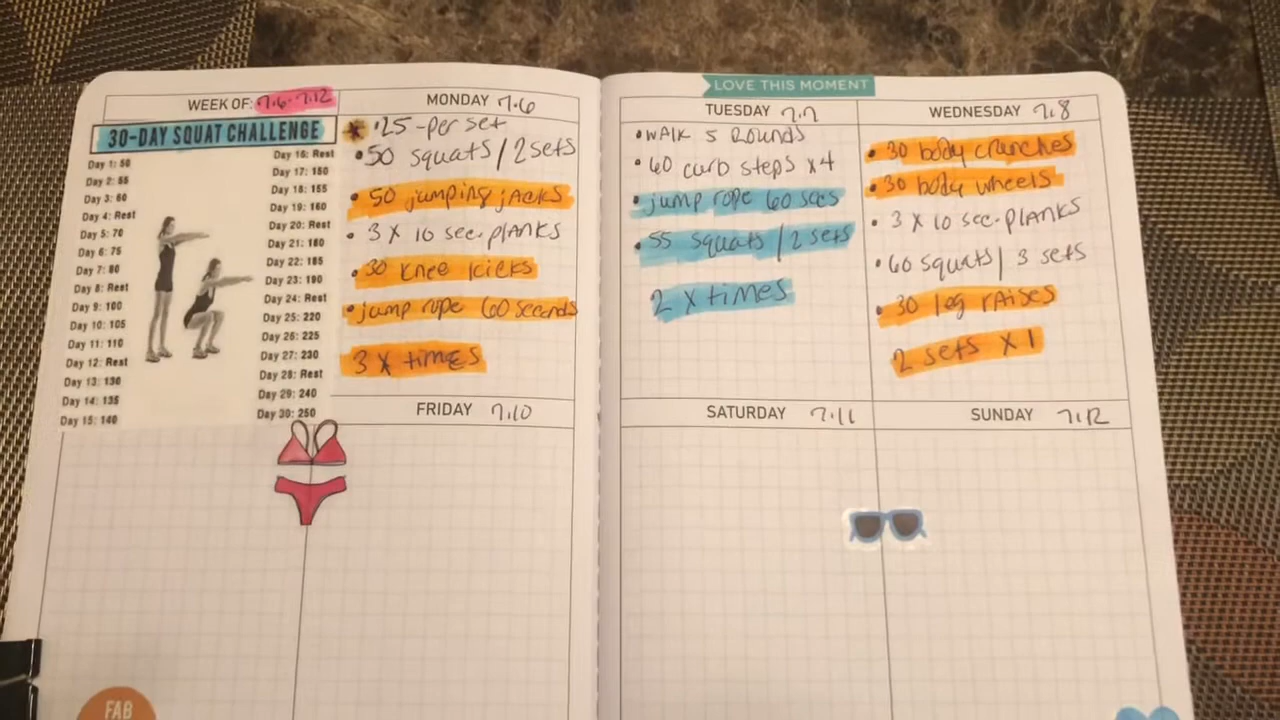 LOVE THIS MOMENT
WEEK OF: 7.6-7.12
30-DAY SQUAT CHALLENGE
Day 1: 50
Day 2: 55
Day 3: 60
Day 4: Rest
Day 5: 70
Day 6: 75
Day 7: 80
Day 8: Rest
Day 9: 100
Day 10: 105
Day 11: 110
Day 12: Rest
Day 13: 130
Day 14: 135
Day 15: 140
Day 16: Rest
Day 17: 150
Day 18: 155
Day 19: 160
Day 20: Rest
Day 21: 180
Day 22: 185
Day 23: 190
Day 24: Rest
Day 25: 220
Day 26: 225
Day 27: 230
Day 28: Rest
Day 29: 240
Day 30: 250
MONDAY 7.6
• 25-per set
• 50 squats / 2 sets
• 50 jumping jacks
• 3 x 10 sec. planks
• 30 knee kicks
• jump rope 60 seconds
3 x times
TUESDAY 7.7
• WALK 5 Rounds
• 60 curb steps x4
• jump rope 60 secs
• 55 squats / 2 sets
2 x times
WEDNESDAY 7.8
• 30 body crunches
• 30 body wheels
• 3 x 10 sec. planks
• 60 squats / 3 sets
• 30 leg raises
2 sets x1
FRIDAY 7.10
SATURDAY 7.11
SUNDAY 7.12
FAB